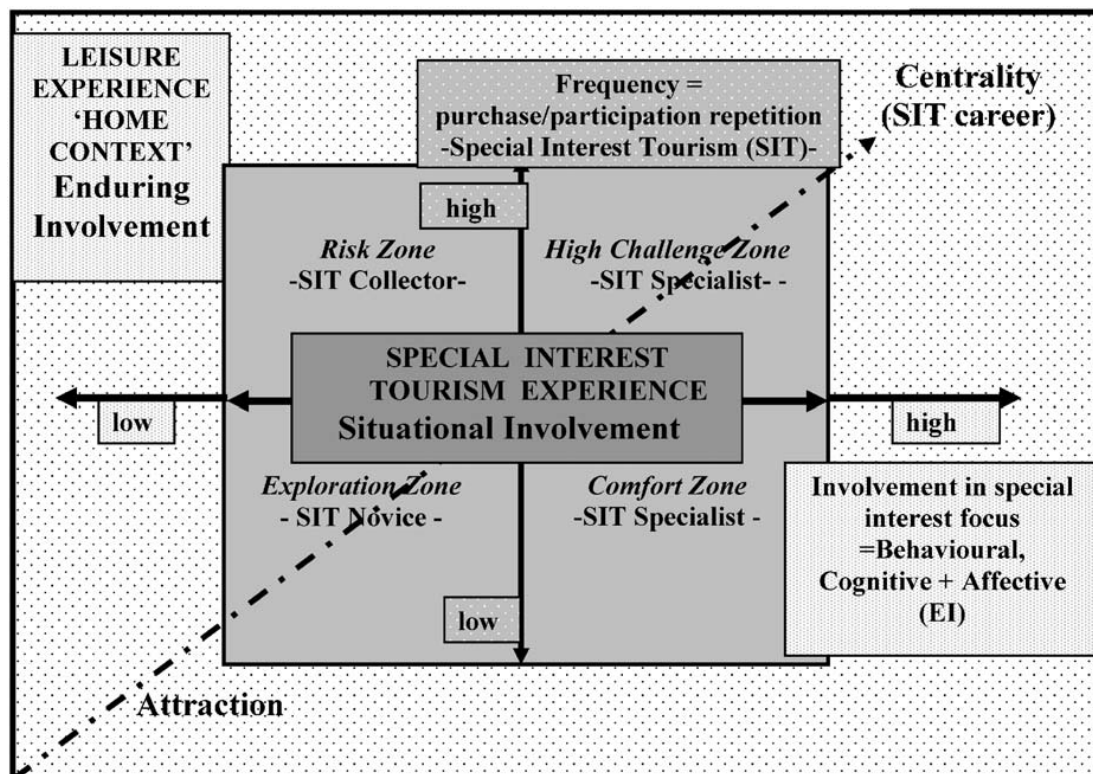 LEISURE
EXPERIENCE
‘HOME
CONTEXT’
Enduring
Involvement
Frequency =
purchase/participation repetition
-Special Interest Tourism (SIT)-
Centrality
(SIT career)
high
Risk Zone
-SIT Collector-
High Challenge Zone
-SIT Specialist- -
SPECIAL INTEREST
TOURISM EXPERIENCE
Situational Involvement
low
high
Exploration Zone
- SIT Novice -
Comfort Zone
-SIT Specialist -
Involvement in special
interest focus
=Behavioural,
Cognitive + Affective
(EI)
low
Attraction